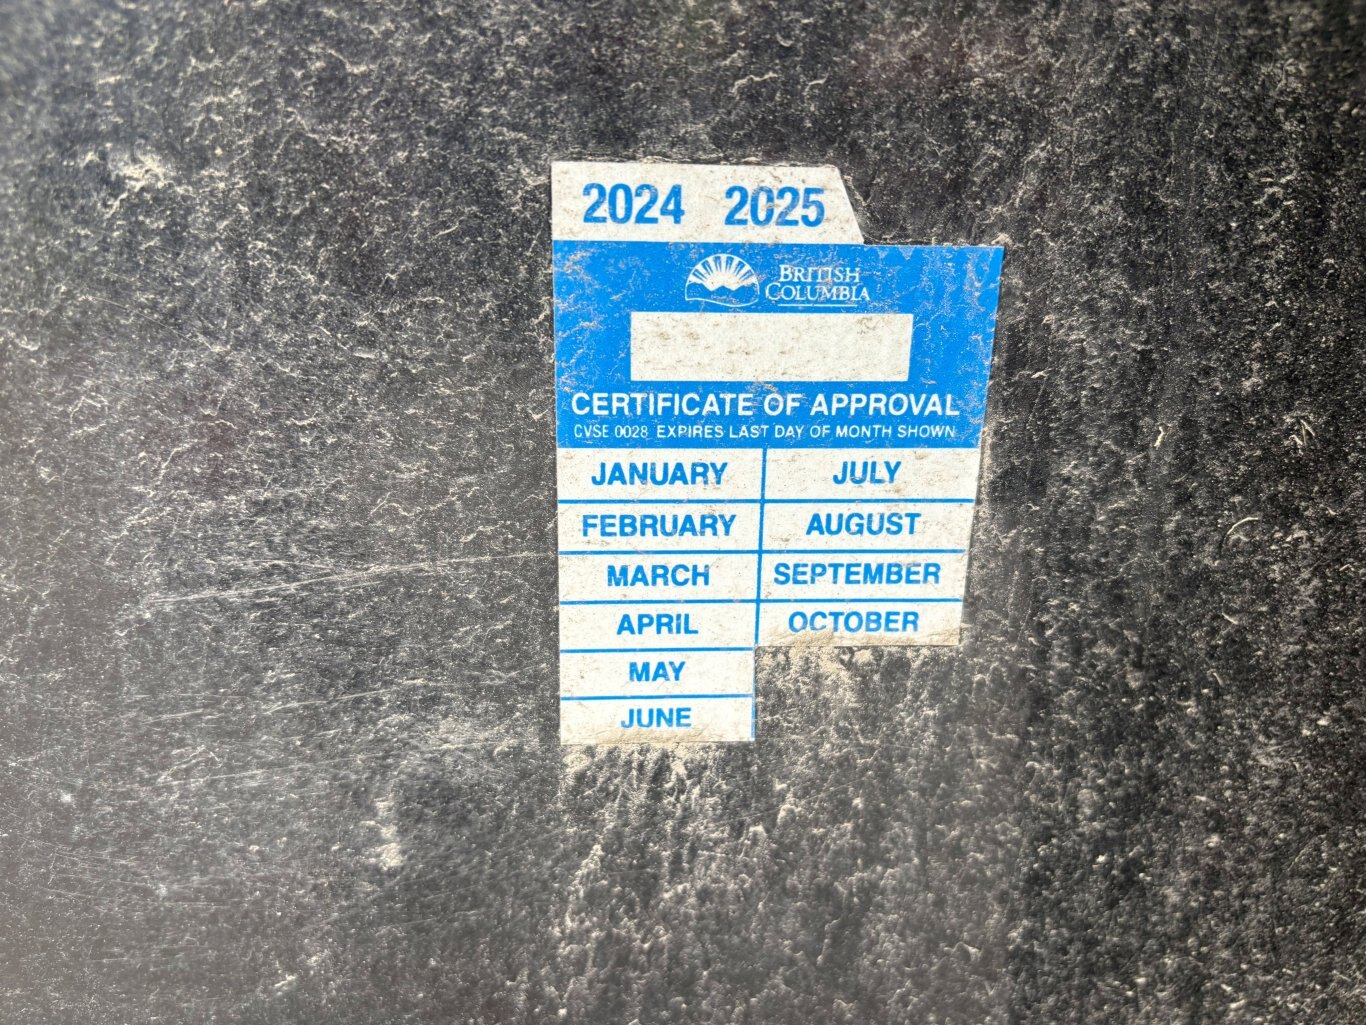 2024 2025
BRITISH
COLUMBIA
CERTIFICATE OF APPROVAL
CVSE 0028 EXPIRES LAST DAY OF MONTH SHOWN
JANUARY JULY
FEBRUARY AUGUST
MARCH SEPTEMBER
APRIL OCTOBER
MAY
JUNE